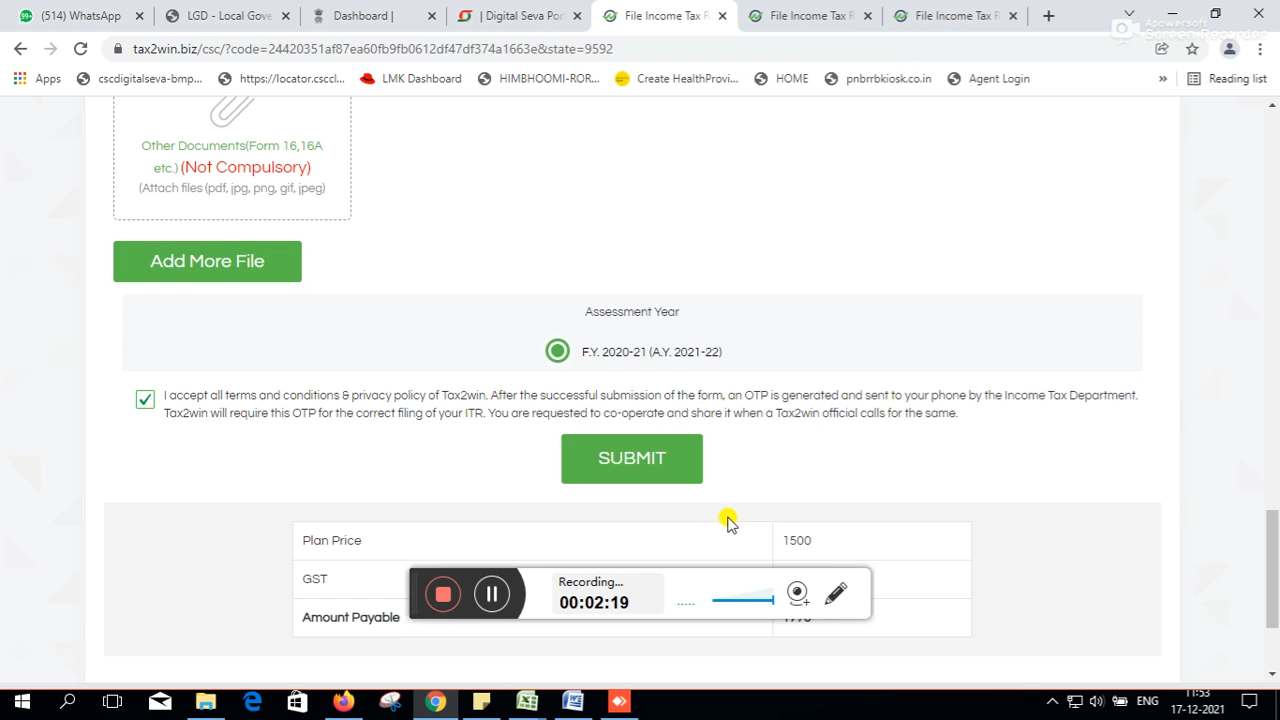 (514) WhatsApp
LGD - Local Gove
Dashboard |
| Digital Seva Port
File Income Tax R
File Income Tax R
File Income Tax R
Apowersoft
Screen Recorder
tax2win.biz/csc/?code=24420351af87ea60fb9fb0612df47df374a1663e&state=9592
Apps
cscdigitalseva-bmp...
https://locator.csccl...
LMK Dashboard
HIMBHOOMI-ROR...
Create HealthProvi...
HOME
pnbrrbkiosk.co.in
Agent Login
»
Reading list
Other Documents(Form 16,16A
etc.) (Not Compulsory)
(Attach files (pdf, jpg, png, gif, jpeg)
Add More File
Assessment Year
F.Y. 2020-21 (A.Y. 2021-22)
I accept all terms and conditions & privacy policy of Tax2win. After the successful submission of the form, an OTP is generated and sent to your phone by the Income Tax Department.
Tax2win will require this OTP for the correct filing of your ITR. You are requested to co-operate and share it when a Tax2win official calls for the same.
SUBMIT
Plan Price 1500
GST
Amount Payable
Recording...
00:02:19
ENG
11:53
17-12-2021